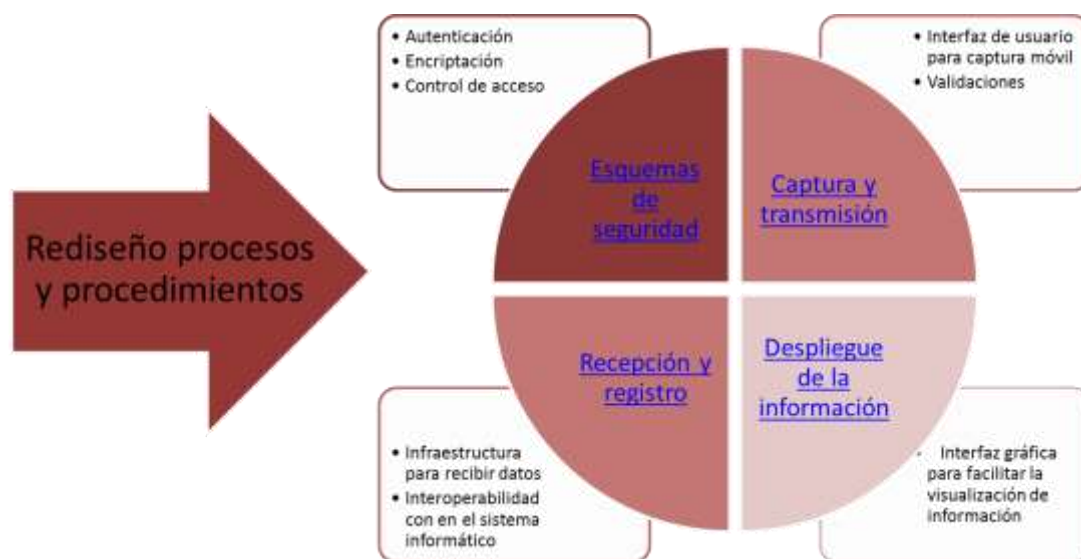 Rediseño procesos
y procedimientos
• Autenticación
• Encriptación
• Control de acceso
• Interfaz de usuario
para captura móvil
• Validaciones
Esquemas
de
seguridad
Captura y
transmisión
Recepción y
registro
Despliegue
de la
información
• Infraestructura
para recibir datos
• Interoperabilidad
con en el sistema
informático
• Interfaz gráfica
para facilitar la
visualización de
información